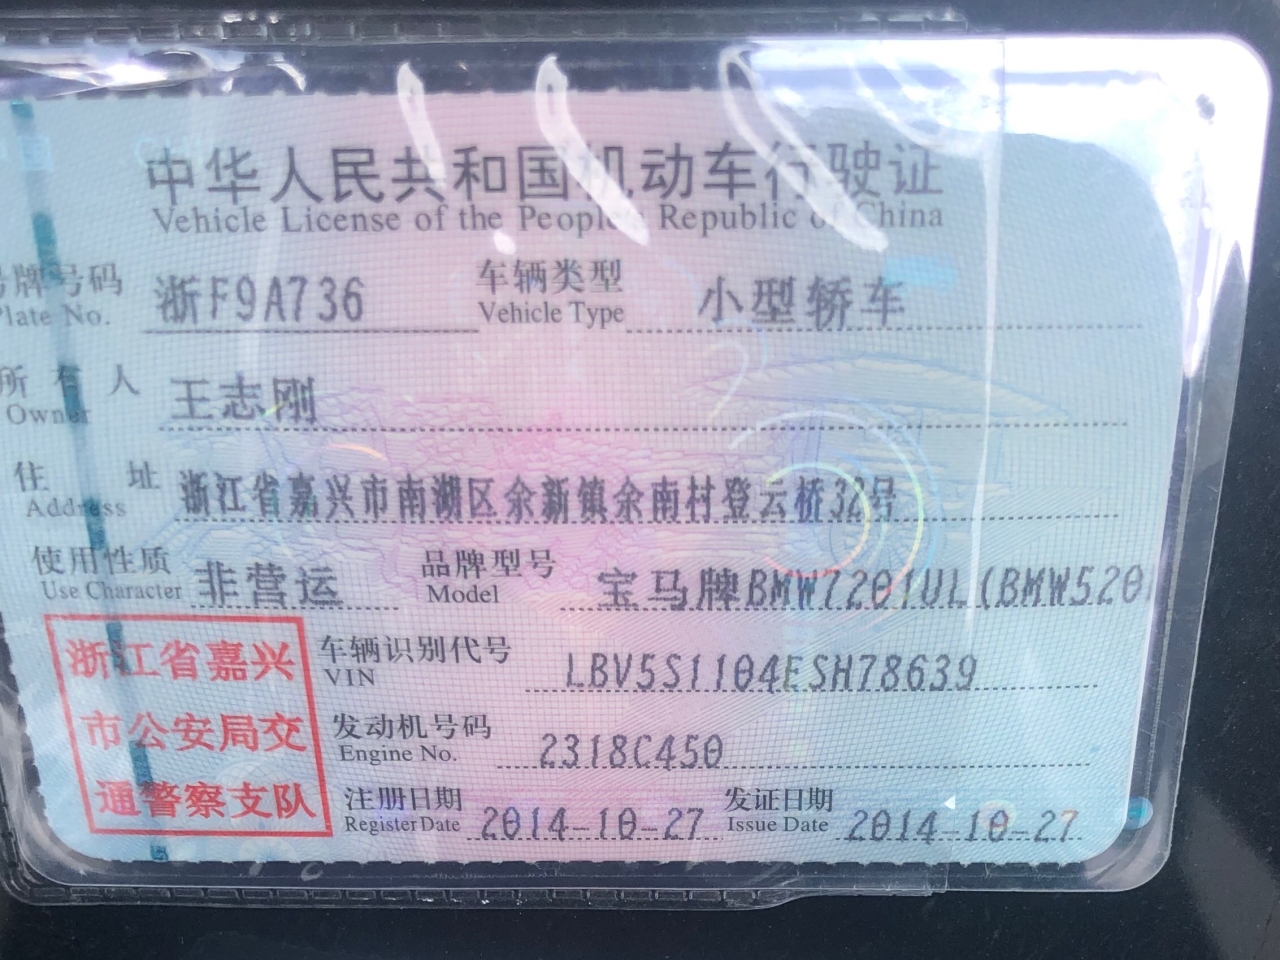 中华人民共和国机动车行驶证
Vehicle License of the People's Republic of China
号牌号码 浙F9A736 车辆类型 小型轿车
Plate No. Vehicle Type
所有人 王志刚
Owner
住址 浙江省嘉兴市南湖区余新镇余南村登云桥32号
Address
使用性质 非营运 品牌型号 宝马牌BMW7201UL(BMW520
Use Character Model
浙江省嘉兴
市公安局交
通警察支队
车辆识别代号 LBV5S1104ESH78639
VIN
发动机号码 2318C450
Engine No.
注册日期 2014-10-27 发证日期 2014-10-27
Register Date Issue Date